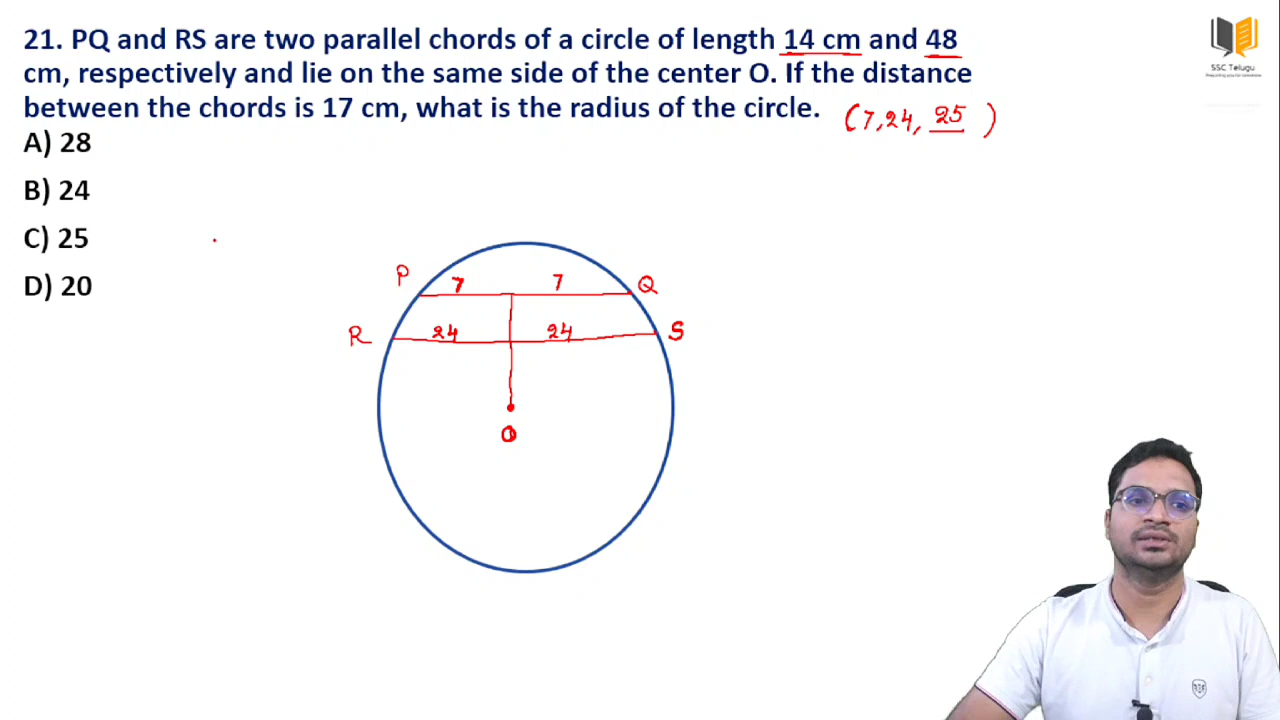 21. PQ and RS are two parallel chords of a circle of length 14 cm and 48
cm, respectively and lie on the same side of the center O. If the distance
between the chords is 17 cm, what is the radius of the circle.
(7,24, 25 )
A) 28
B) 24
C) 25
D) 20
P 7 7 Q
R 24 24 S
O
SSC Telugu